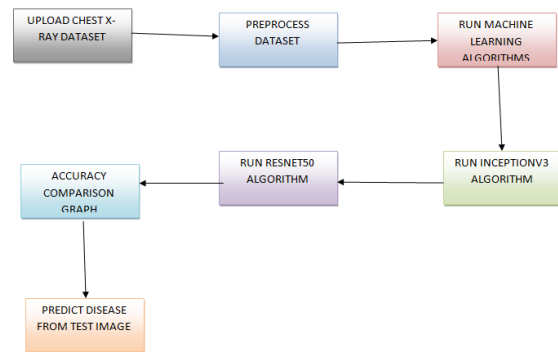 UPLOAD CHEST X-
RAY DATASET
PREPROCESS
DATASET
RUN MACHINE
LEARNING
ALGORITHMS
RUN INCEPTIONV3
ALGORITHM
RUN RESNET50
ALGORITHM
ACCURACY
COMPARISON
GRAPH
PREDICT DISEASE
FROM TEST IMAGE